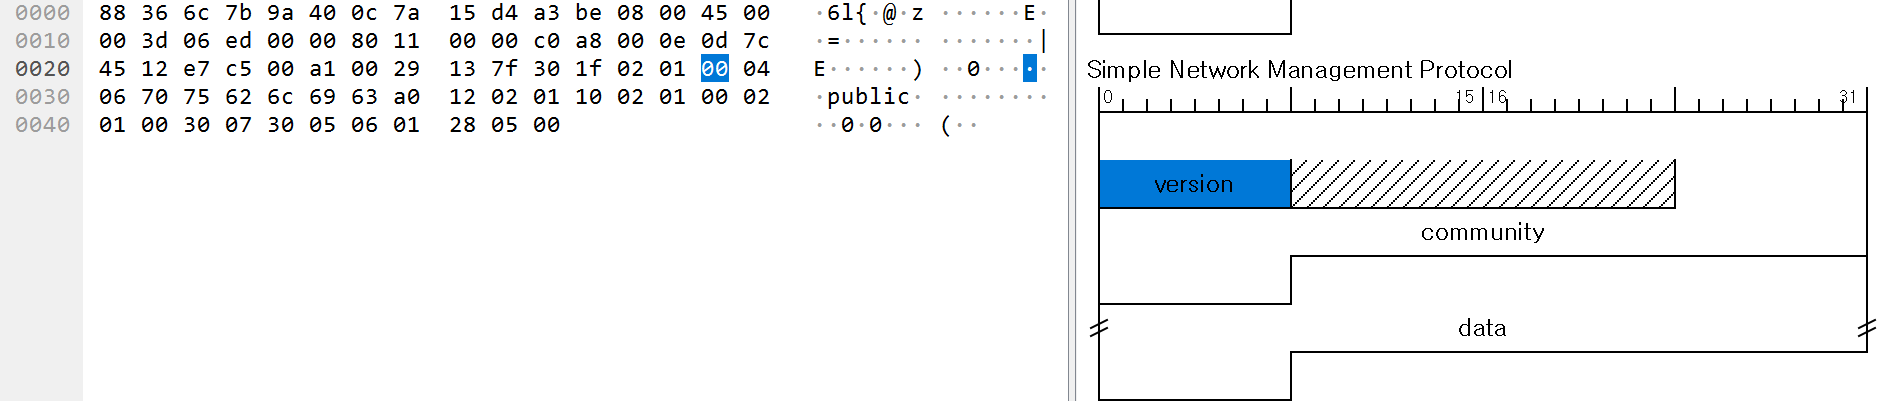 0000 88 36 6c 7b 9a 40 0c 7a 15 d4 a3 be 08 00 45 00 ·6l{·@·z ······E·
0010 00 3d 06 ed 00 00 80 11 00 00 c0 a8 00 0e 0d 7c ·=······ ·······|
0020 45 12 e7 c5 00 a1 00 29 13 7f 30 1f 02 01 00 04 E······) ··0·····
0030 06 70 75 62 6c 69 63 a0 12 02 01 10 02 01 00 02 ·public· ········
0040 01 00 30 07 30 05 06 01 28 05 00 ··0·0··· (··
Simple Network Management Protocol
0 15 16 31
version
community
data